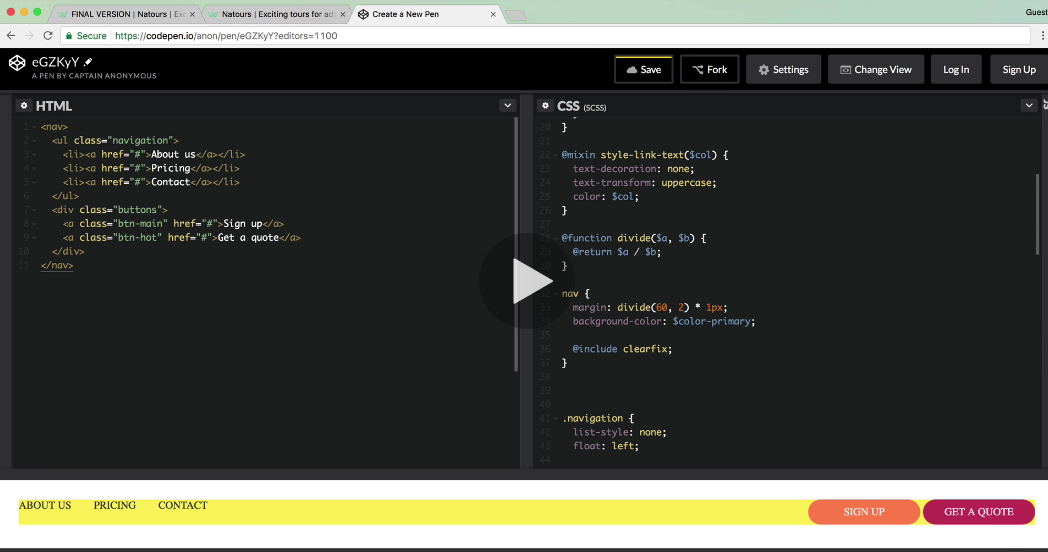 FINAL VERSION | Natours | Ex
Natours | Exciting tours for ad
Create a New Pen
Guest
Secure
https://codepen.io/anon/pen/eGZKyY?editors=1100
eGZKyY
A PEN BY CAPTAIN ANONYMOUS
Save
Fork
Settings
Change View
Log In
Sign Up
HTML
1 <nav>
2 <ul class="navigation">
3 <li><a href="#">About us</a></li>
4 <li><a href="#">Pricing</a></li>
5 <li><a href="#">Contact</a></li>
6 </ul>
7 <div class="buttons">
8 <a class="btn-main" href="#">Sign up</a>
9 <a class="btn-hot" href="#">Get a quote</a>
10 </div>
11 </nav>
CSS (SCSS)
20 }
21
22 @mixin style-link-text($col) {
23 text-decoration: none;
24 text-transform: uppercase;
25 color: $col;
26 }
27
28 @function divide($a, $b) {
29 @return $a / $b;
30 }
nav {
33 margin: divide(60, 2) * 1px;
34 background-color: $color-primary;
35
36 @include clearfix;
37 }
38
39
40
41 .navigation {
42 list-style: none;
43 float: left;
44
ABOUT US PRICING CONTACT SIGN UP GET A QUOTE